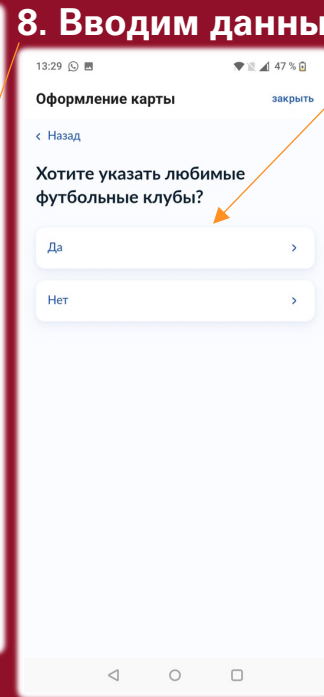 8. Вводим данны
13:29 47 %
Оформление карты закрыть
Назад
Хотите указать любимые
футбольные клубы?
Да
Нет